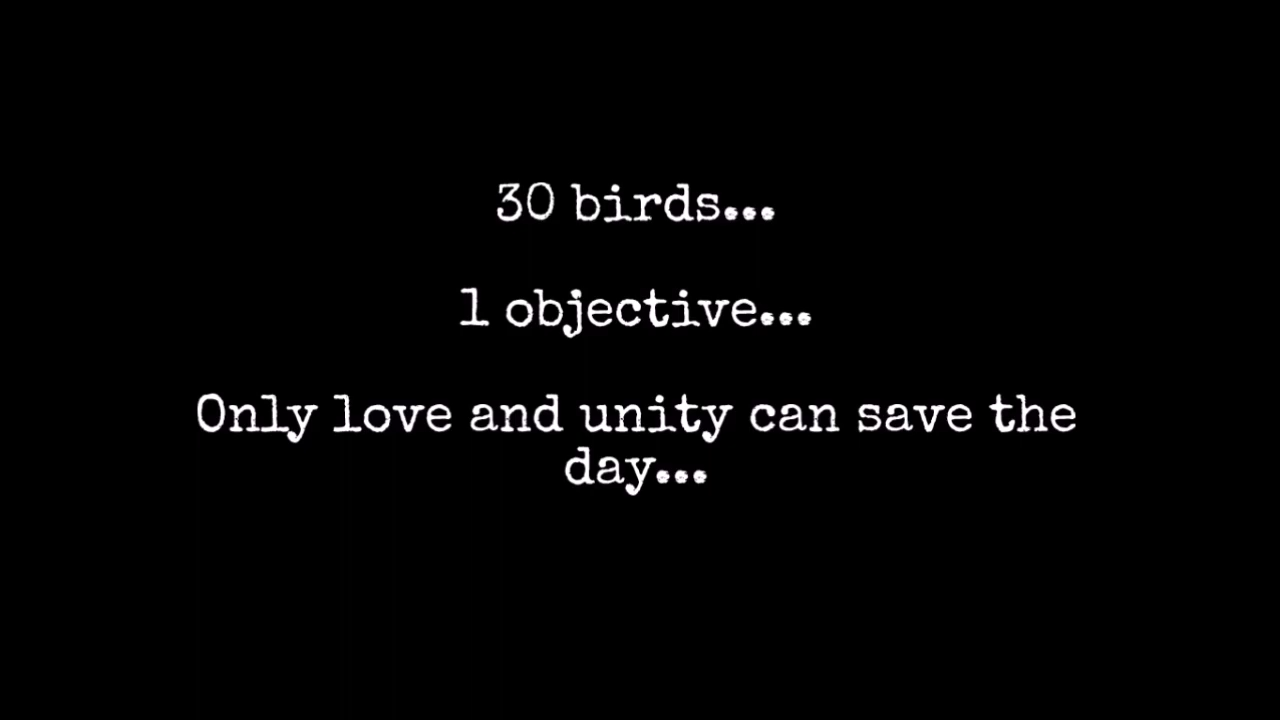 30 birds...
1 objective...
Only love and unity can save the
day...